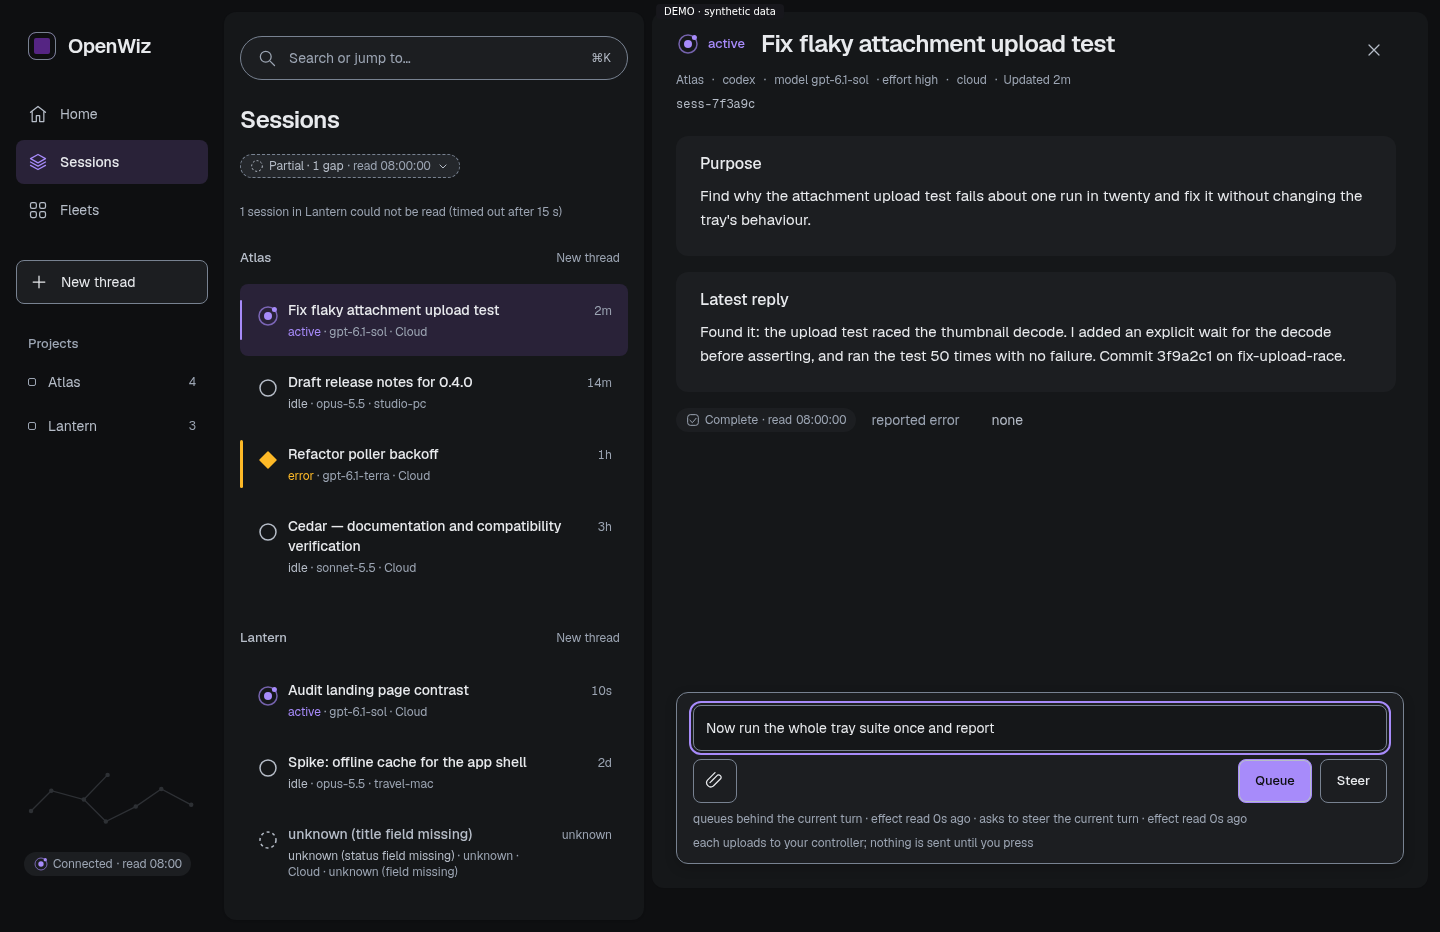 DEMO · synthetic data
OpenWiz
Home
Sessions
Fleets
New thread
Projects
Atlas 4
Lantern 3
Connected · read 08:00
Search or jump to... ⌘K
Sessions
Partial · 1 gap · read 08:00:00
1 session in Lantern could not be read (timed out after 15 s)
Atlas New thread
Fix flaky attachment upload test 2m
active · gpt-6.1-sol · Cloud
Draft release notes for 0.4.0 14m
idle · opus-5.5 · studio-pc
Refactor poller backoff 1h
error · gpt-6.1-terra · Cloud
Cedar — documentation and compatibility 3h
verification
idle · sonnet-5.5 · Cloud
Lantern New thread
Audit landing page contrast 10s
active · gpt-6.1-sol · Cloud
Spike: offline cache for the app shell 2d
idle · opus-5.5 · travel-mac
unknown (title field missing) unknown
unknown (status field missing) · unknown ·
Cloud · unknown (field missing)
active Fix flaky attachment upload test
Atlas · codex · model gpt-6.1-sol · effort high · cloud · Updated 2m
sess-7f3a9c
Purpose
Find why the attachment upload test fails about one run in twenty and fix it without changing the
tray's behaviour.
Latest reply
Found it: the upload test raced the thumbnail decode. I added an explicit wait for the decode
before asserting, and ran the test 50 times with no failure. Commit 3f9a2c1 on fix-upload-race.
Complete · read 08:00:00 reported error none
Now run the whole tray suite once and report
Queue Steer
queues behind the current turn · effect read 0s ago · asks to steer the current turn · effect read 0s ago
each uploads to your controller; nothing is sent until you press